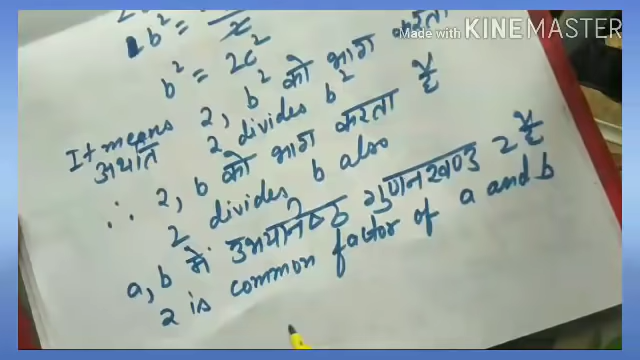 Made with KINEMASTER
b² = 2c²
It means 2, b² को भाग करता
अर्थात 2 divides b² है
∴ 2, b को भाग करता है
2 divides b also
a, b में उभयनिष्ठ गुणनखण्ड 2 है
2 is common factor of a and b